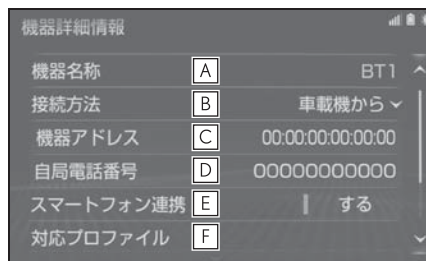 機器詳細情報
機器名称 A BT1
接続方法 B 車載機から
機器アドレス C 00:00:00:00:00:00
自局電話番号 D 00000000000
スマートフォン連携 E する
対応プロファイル F